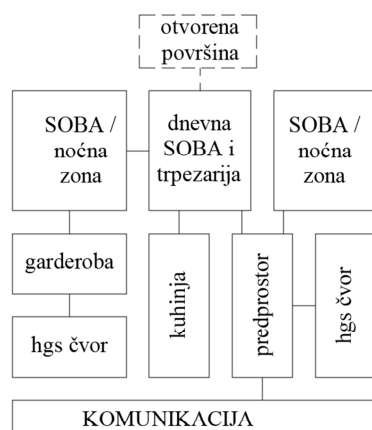 otvorena
površina
SOBA /
noćna
zona
dnevna
SOBA i
trpezarija
SOBA /
noćna
zona
garderoba
hgs čvor
kuhinja
predprostor
hgs čvor
KOMUNIKACIJA